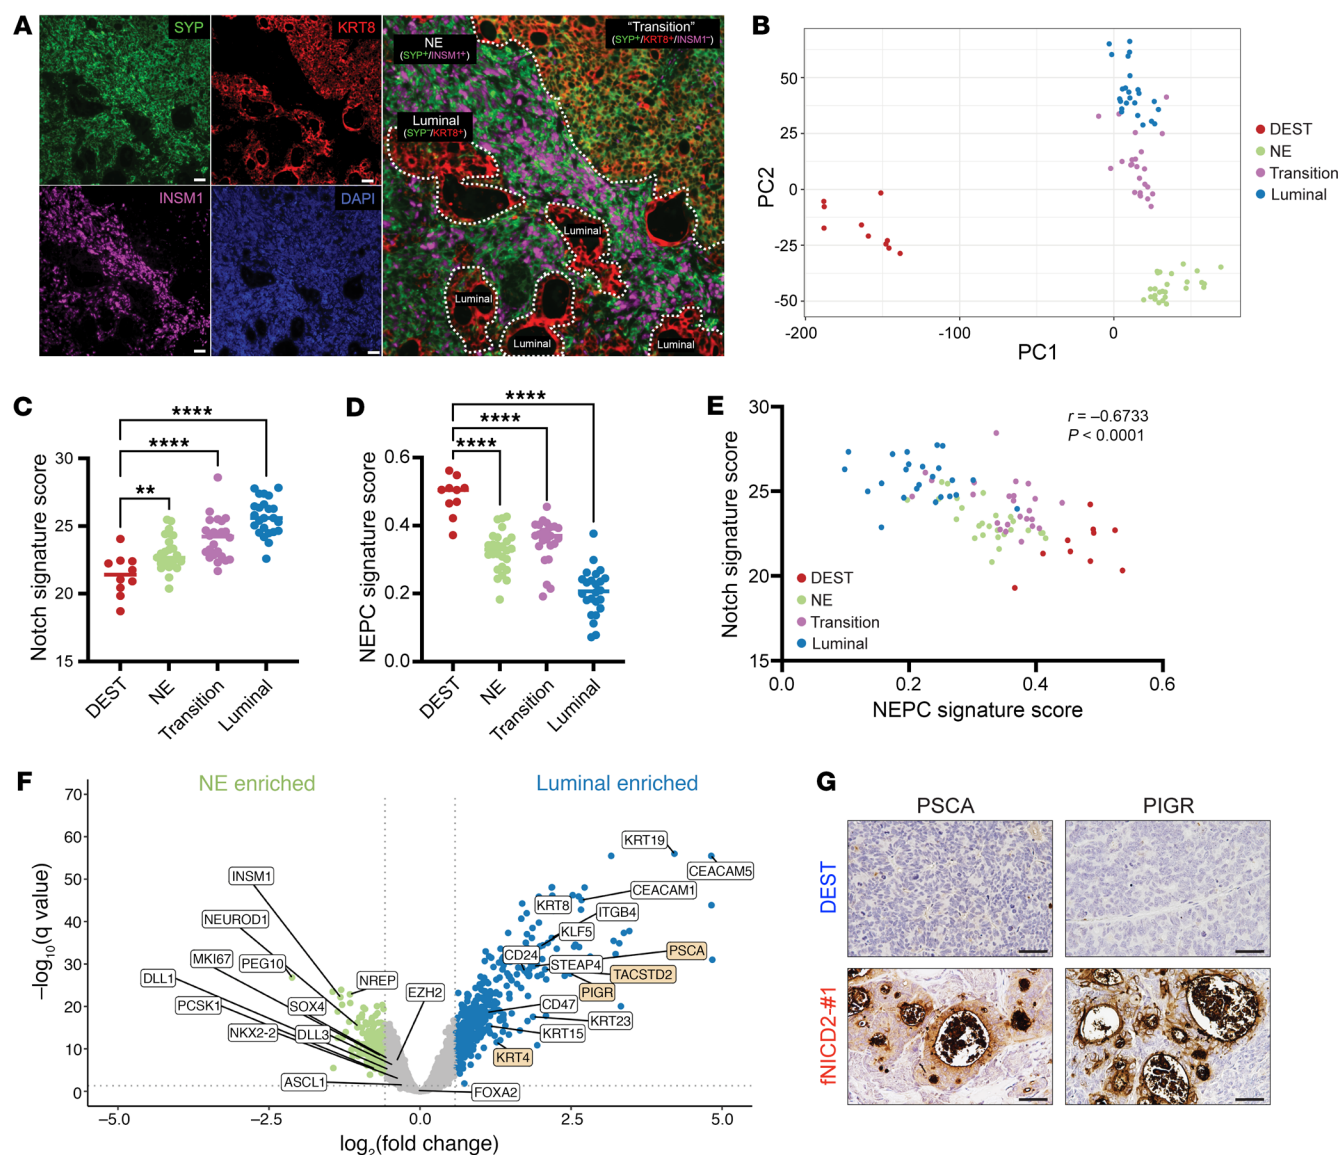 A
SYP
KRT8
INSM1
DAPI
NE
(SYP+/INSM1+)
"Transition"
(SYP+/KRT8+/INSM1−)
Luminal
(SYP−/KRT8+)
Luminal
Luminal
Luminal
Luminal
B
PC2
50
25
0
-25
-50
-200
-100
0
PC1
DEST
NE
Transition
Luminal
C
Notch signature score
30
25
20
15
**
****
****
DEST
NE
Transition
Luminal
D
NEPC signature score
0.6
0.4
0.2
0.0
****
****
****
DEST
NE
Transition
Luminal
E
Notch signature score
30
25
20
15
r = –0.6733
P < 0.0001
DEST
NE
Transition
Luminal
0.0
0.2
0.4
0.6
NEPC signature score
F
NE enriched
Luminal enriched
−log10(q value)
70
60
50
40
30
20
10
0
INSM1
NEUROD1
MKI67
PEG10
DLL1
NREP
PCSK1
SOX4
EZH2
NKX2-2
DLL3
ASCL1
FOXA2
KRT19
CEACAM5
CEACAM1
KRT8
ITGB4
KLF5
CD24
PSCA
STEAP4
TACSTD2
PIGR
CD47
KRT23
KRT15
KRT4
−5.0
−2.5
0.0
2.5
5.0
log2(fold change)
G
PSCA
PIGR
DEST
fNICD2-#1